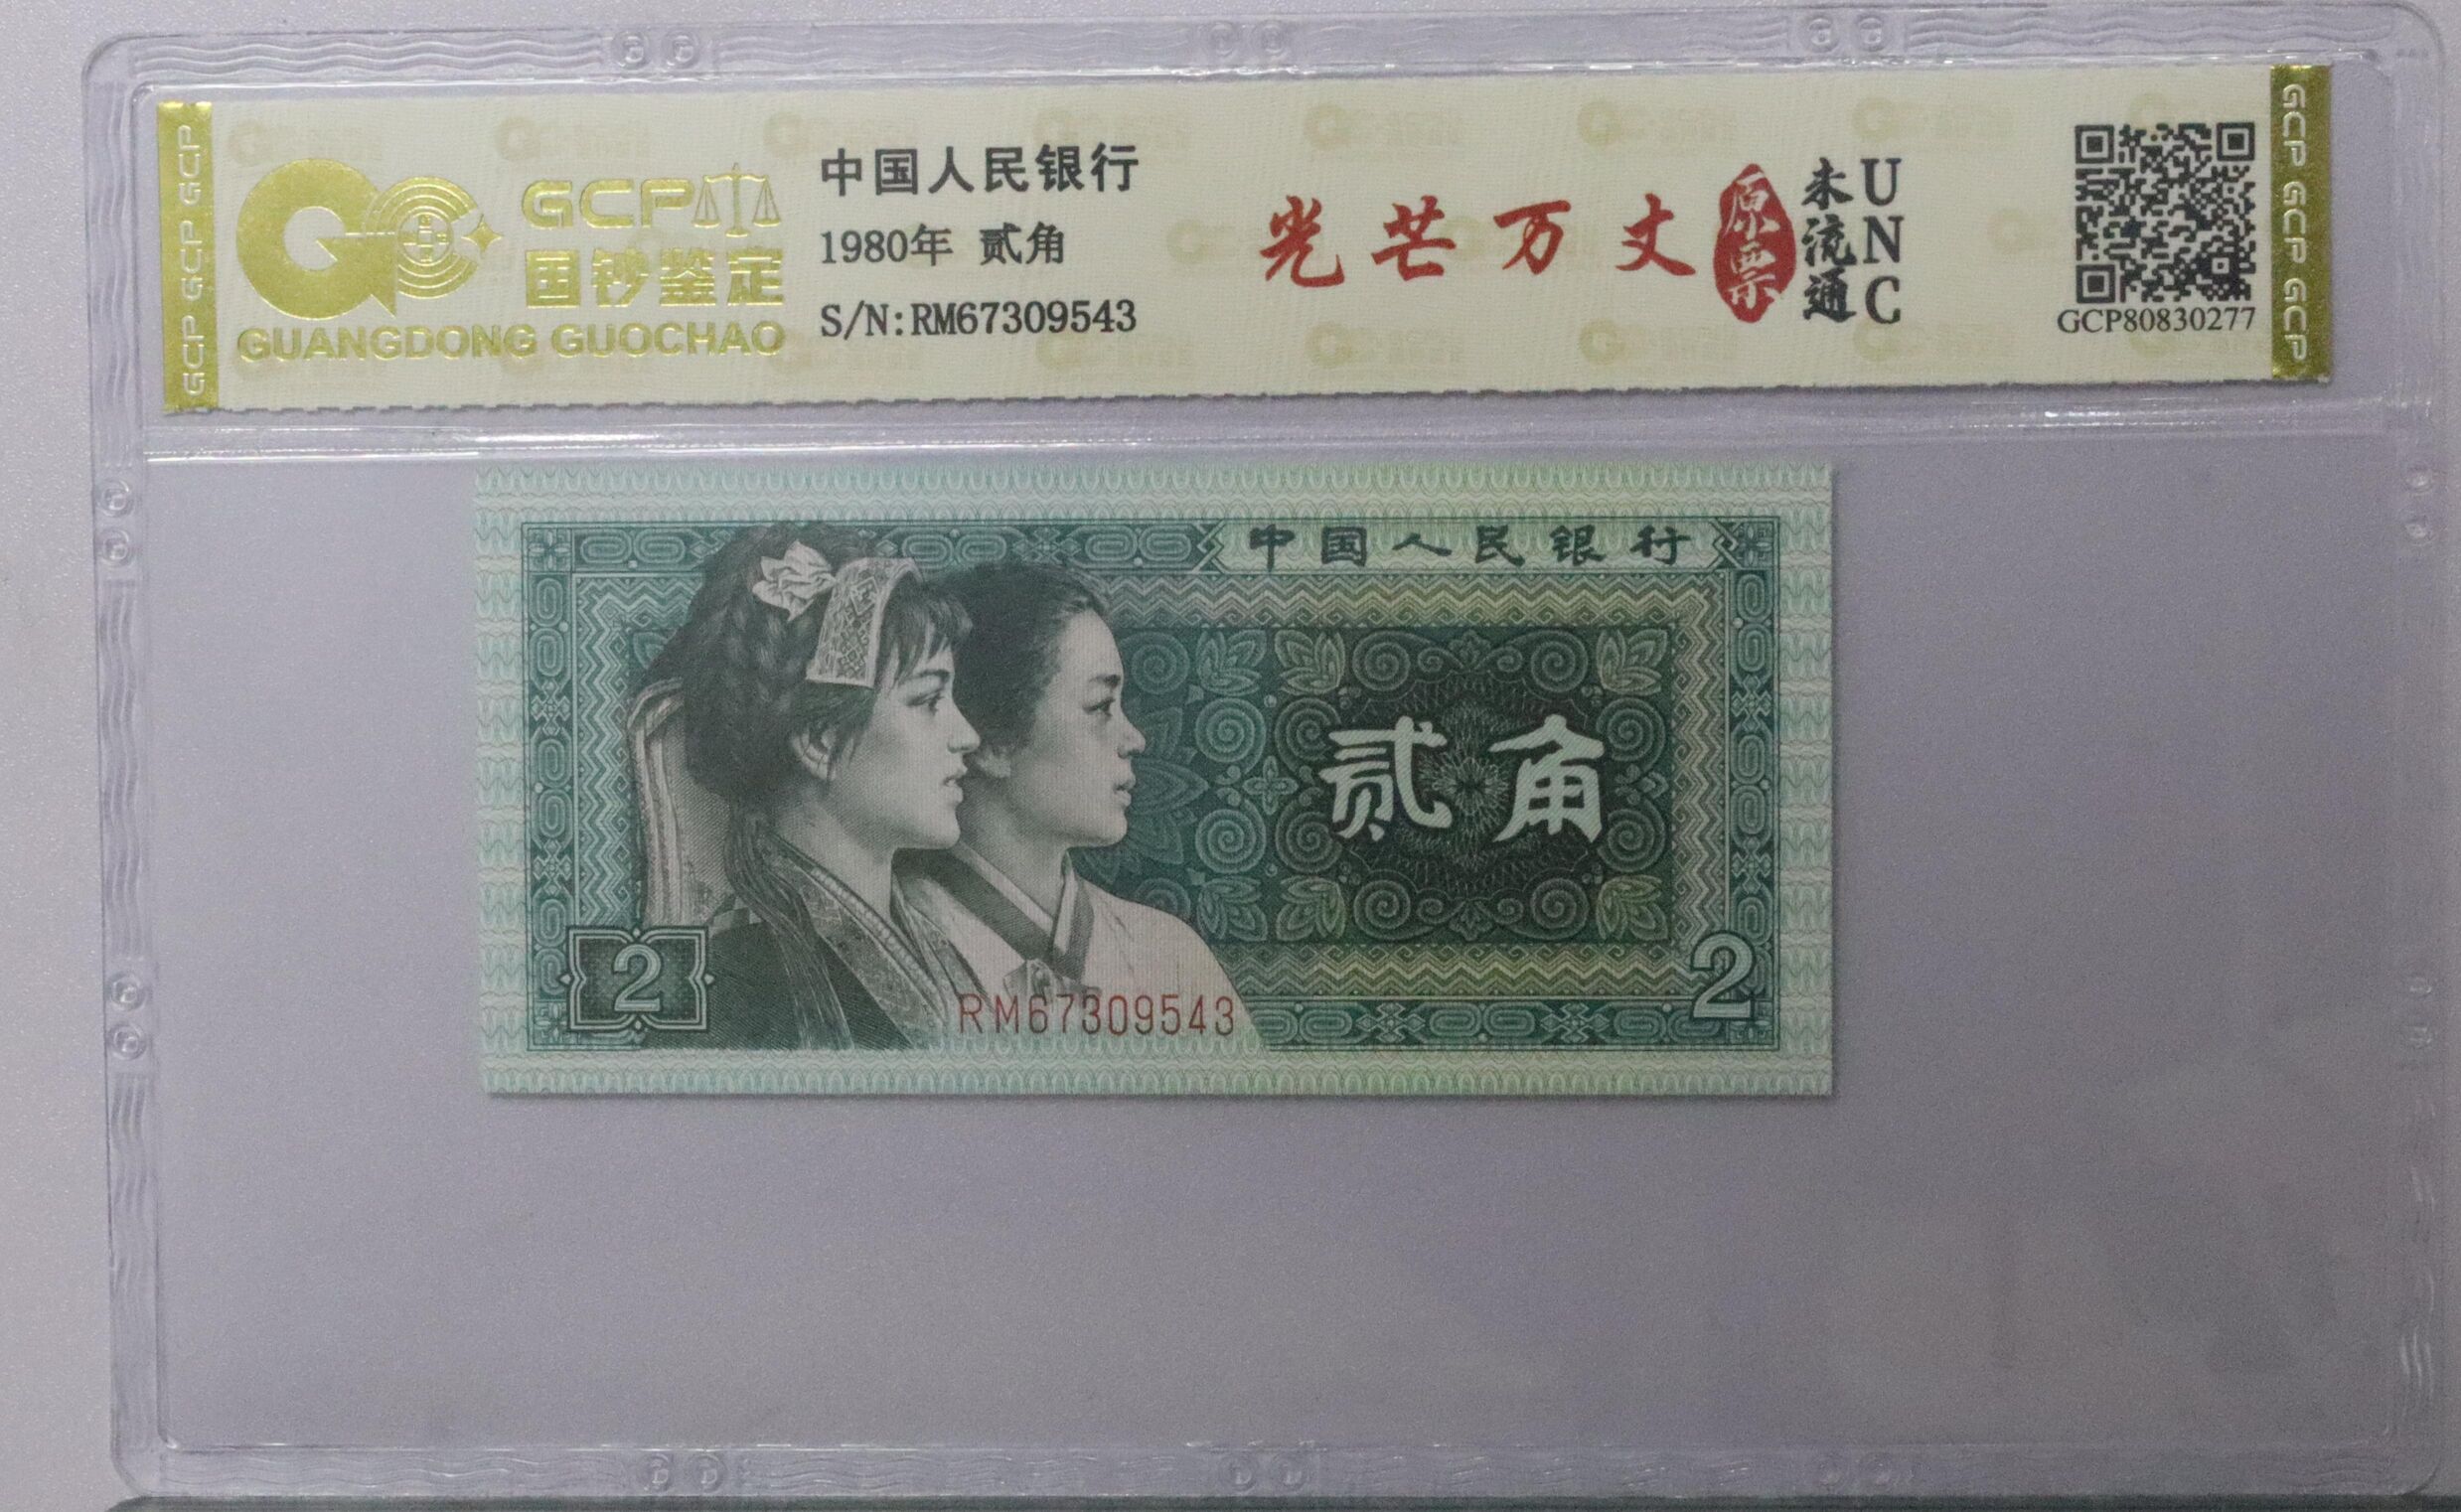 GCP GCP GCP
GCP
国钞鉴定
GUANGDONG GUOCHAO
中国人民银行
1980年 贰角
S/N:RM67309543
光芒万丈
原票
未流通
UNC
GCP80830277
GCP GCP GCP
中国人民银行
贰角
2
RM67309543
2